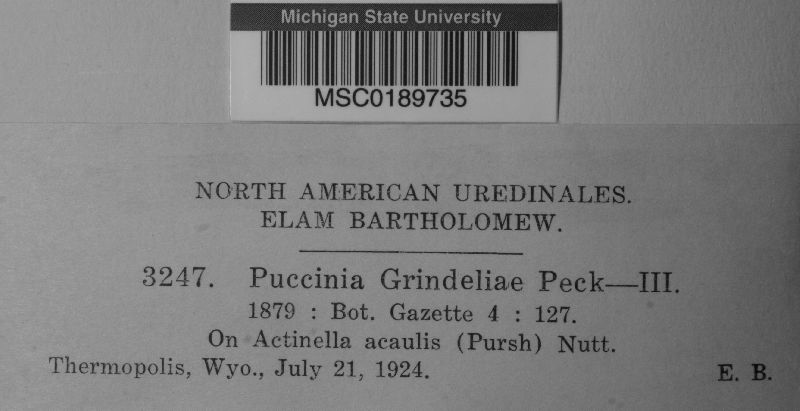 Michigan State University
MSC0189735
NORTH AMERICAN UREDINALES.
ELAM BARTHOLOMEW.
3247. Puccinia Grindeliae Peck—III.
1879 : Bot. Gazette 4 : 127.
On Actinella acaulis (Pursh) Nutt.
Thermopolis, Wyo., July 21, 1924. E. B.